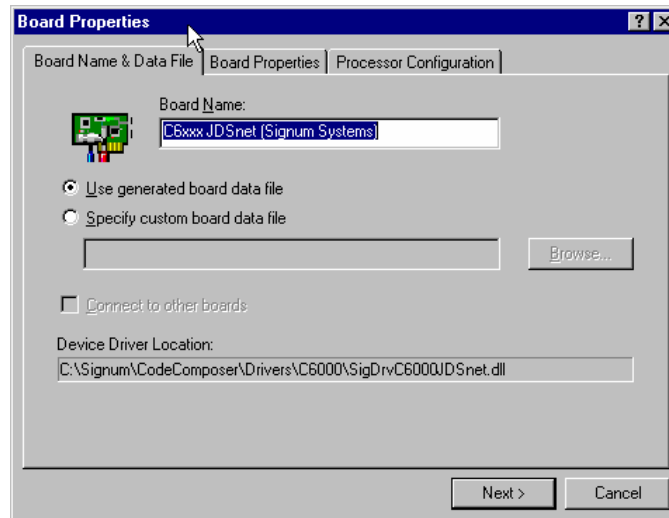 Board Properties
Board Name & Data File Board Properties Processor Configuration
Board Name:
C6xxx JDSnet (Signum Systems)
Use generated board data file
Specify custom board data file
Browse...
Connect to other boards
Device Driver Location:
C:\Signum\CodeComposer\Drivers\C6000\SigDrvC6000JDSnet.dll
Next > Cancel